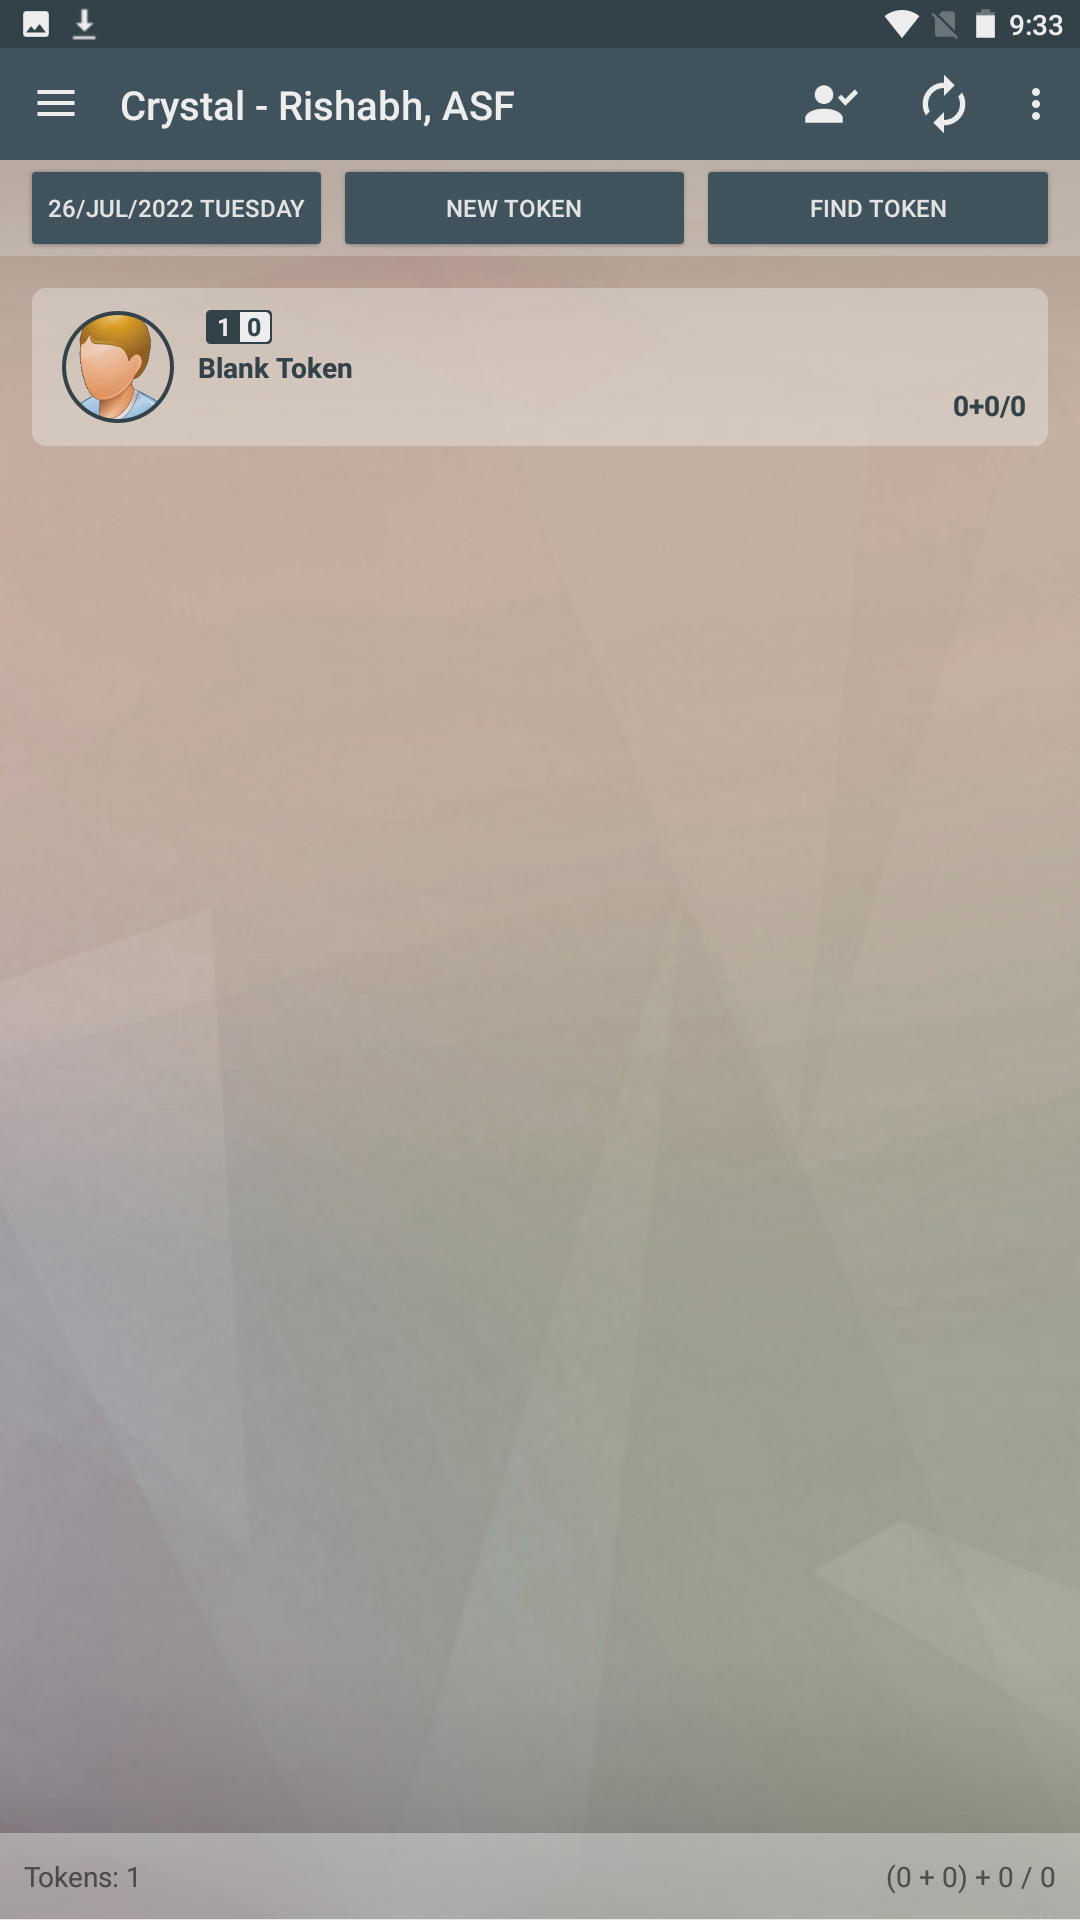 9:33
Crystal - Rishabh, ASF
26/JUL/2022 TUESDAY NEW TOKEN FIND TOKEN
1 0
Blank Token
0+0/0
Tokens: 1 (0 + 0) + 0 / 0